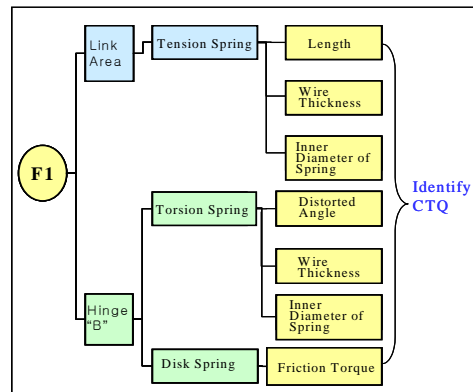 Link
Area
Tension Spring
Length
Wire
Thickness
Inner
Diameter of
Spring
F1
Identify
CTQ
Torsion Spring
Distorted
Angle
Wire
Thickness
Hinge
“B”
Inner
Diameter of
Spring
Disk Spring
Friction Torque